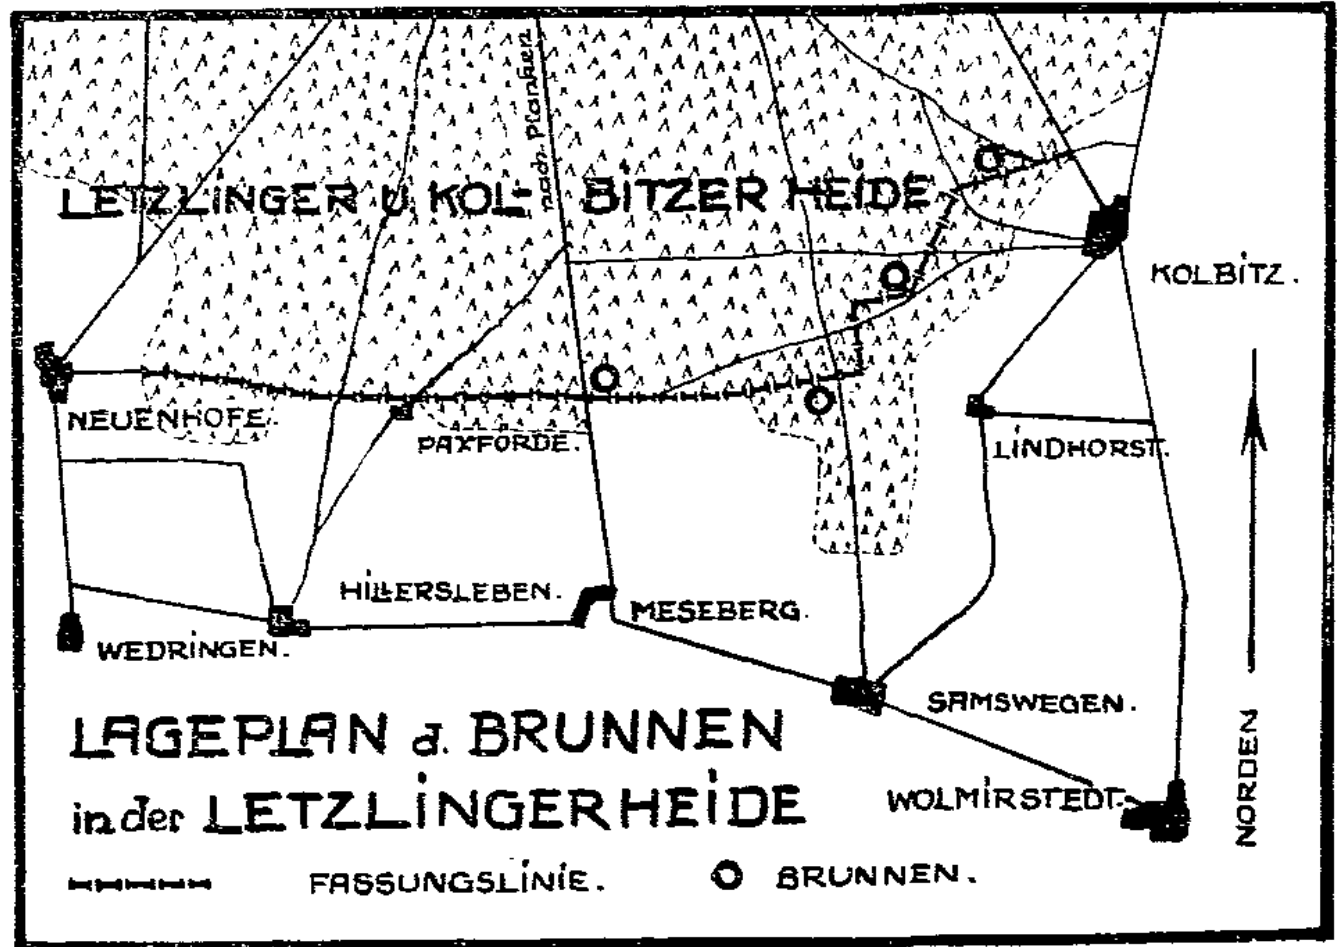 nach Planken
LETZLINGER U KOL- BITZER HEIDE
KOLBITZ.
NEUENHOFE.
PAXFORDE.
LINDHORST.
HILLERSLEBEN.
MESEBERG.
WEDRINGEN.
SAMSWEGEN.
WOLMIRSTEDT.
NORDEN
LAGEPLAN d. BRUNNEN
in der LETZLINGERHEIDE
FASSUNGSLINIE.
BRUNNEN.